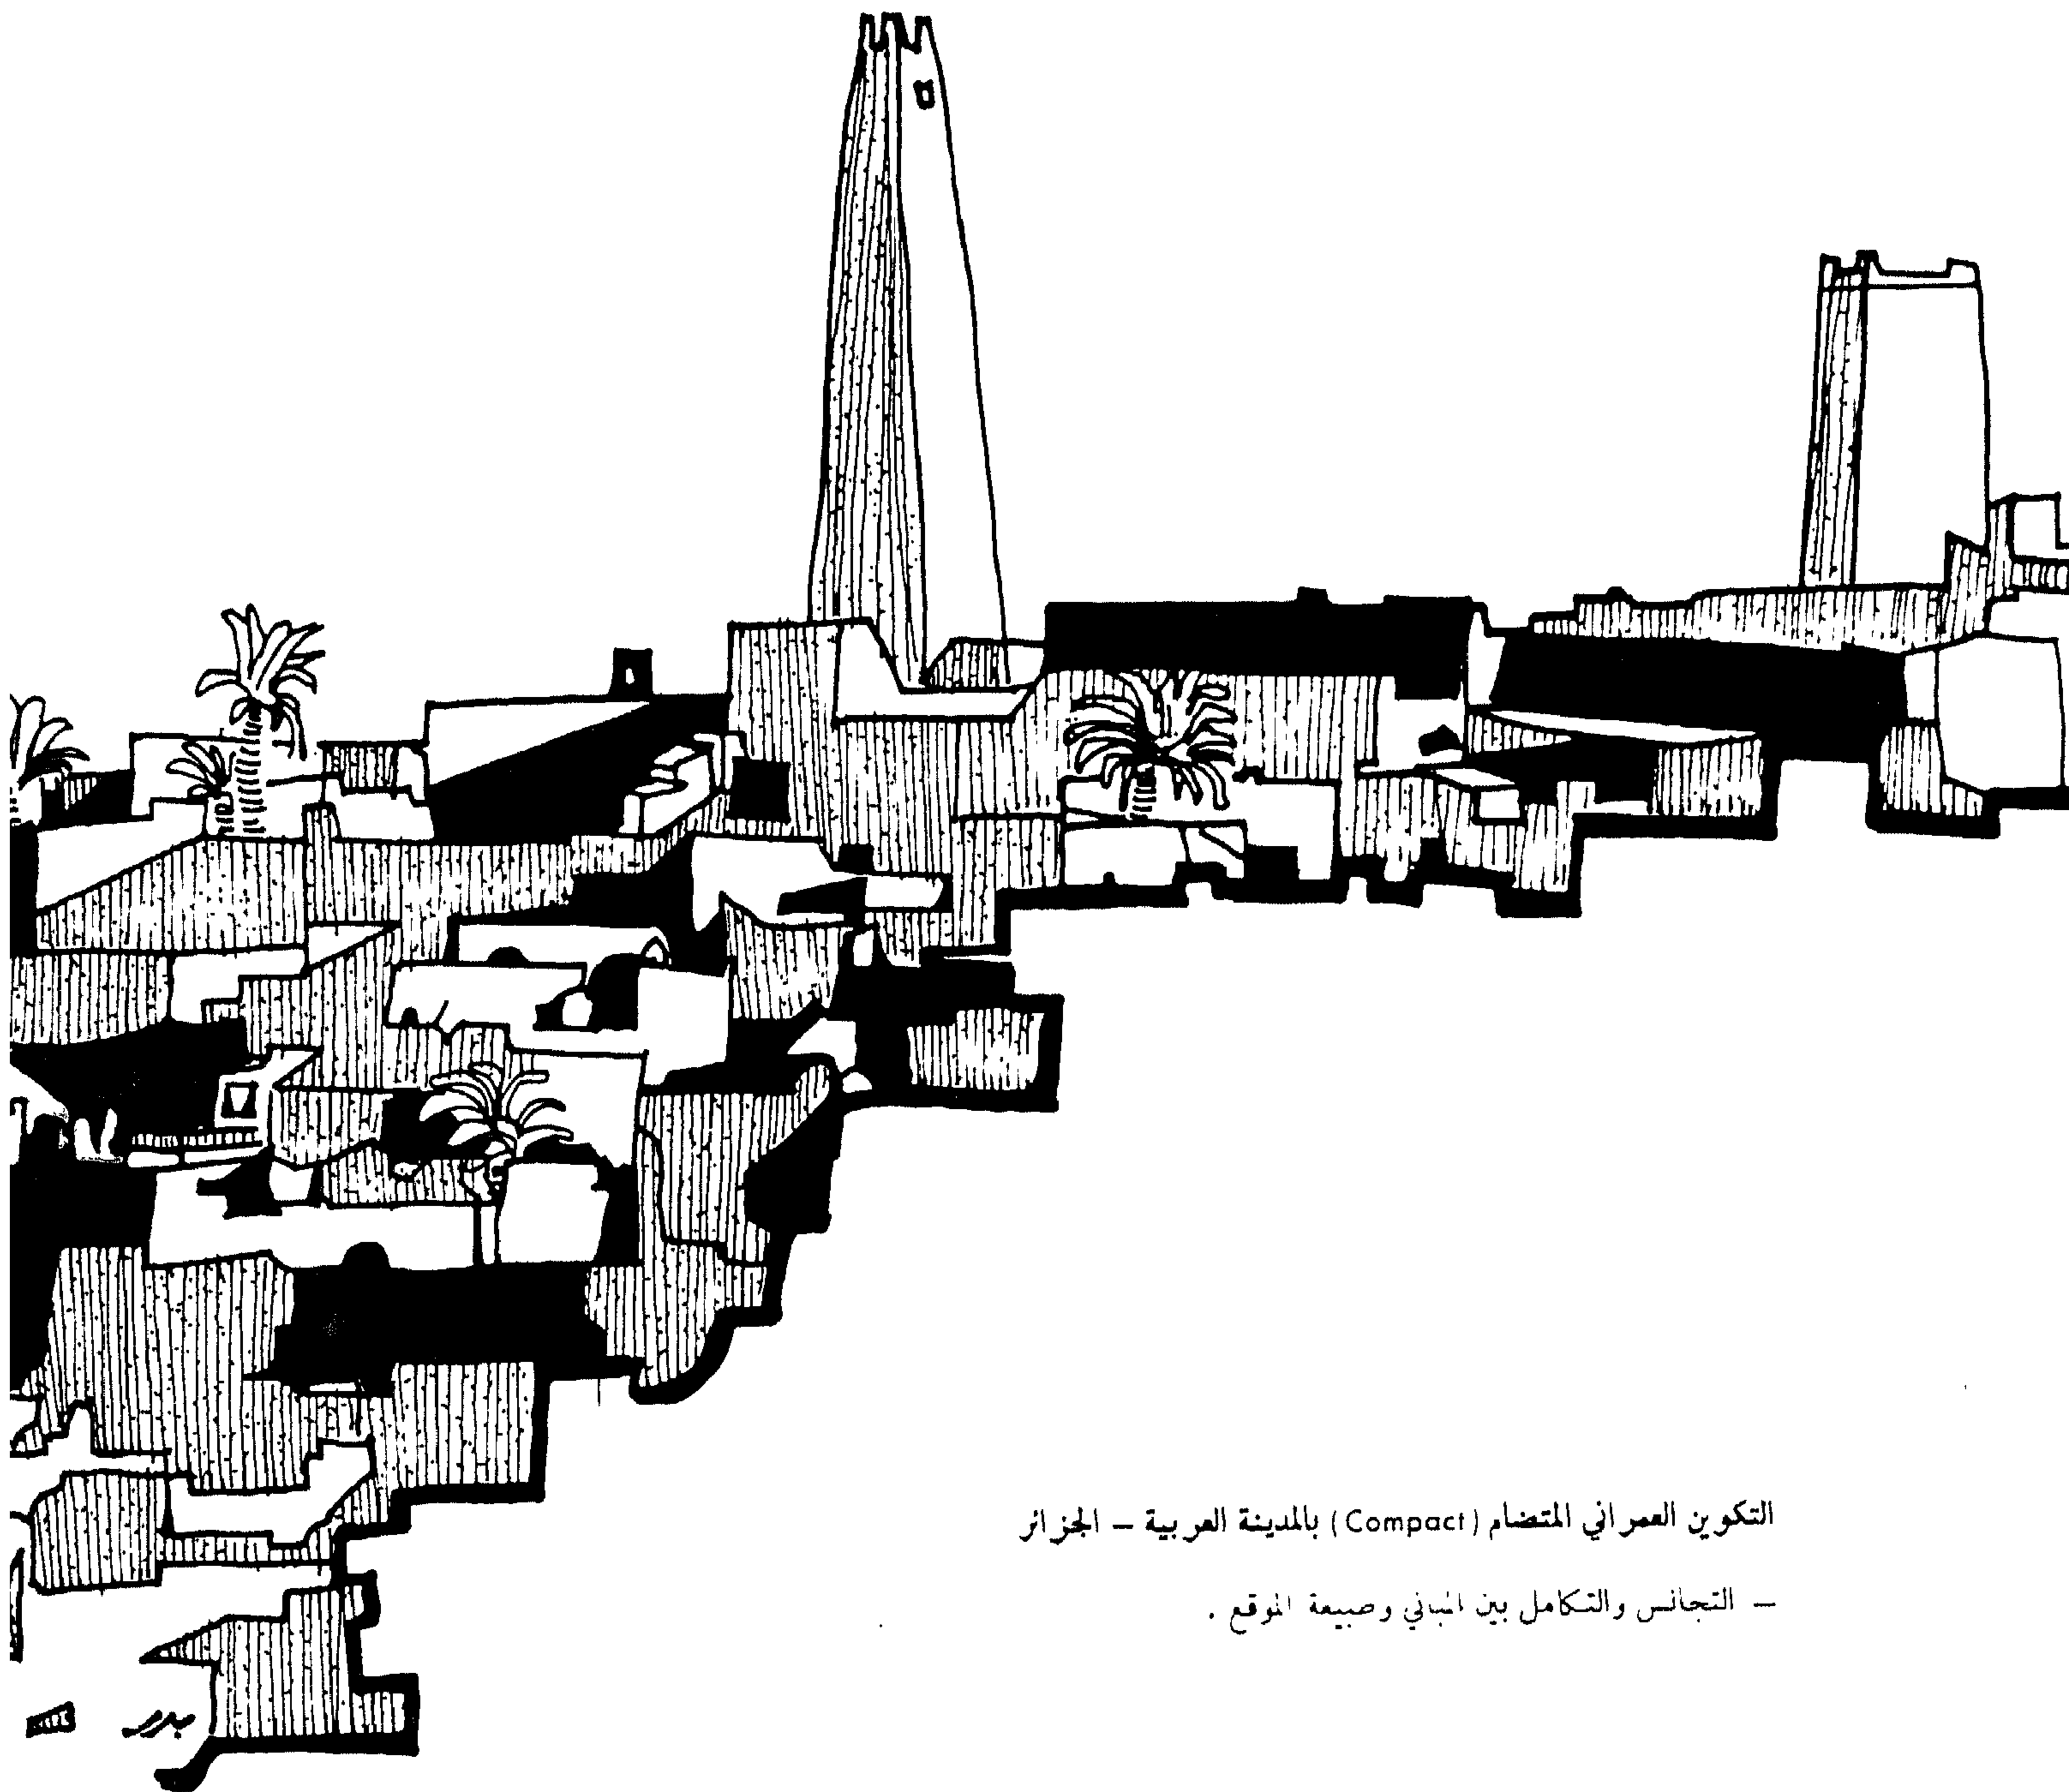 التكوين العمراني المتضام (Compact) بالمدينة العربية – الجزائر
– التجانس والتكامل بين المباني وطبيعة الموقع .